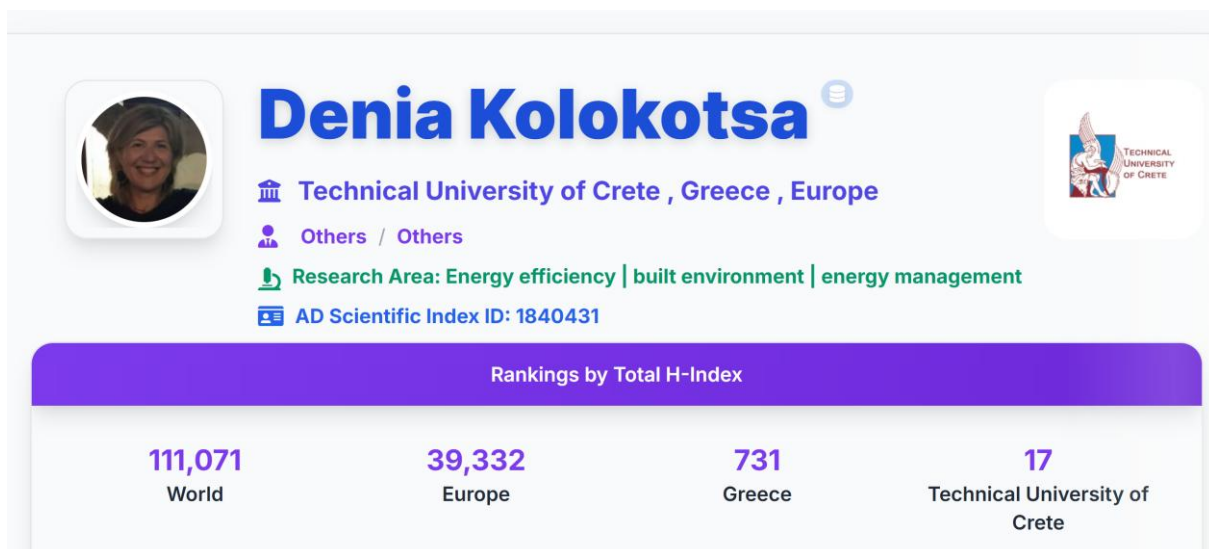 Denia Kolokotsa
TECHNICAL
UNIVERSITY
OF CRETE
Technical University of Crete , Greece , Europe
Others / Others
Research Area: Energy efficiency | built environment | energy management
AD Scientific Index ID: 1840431
Rankings by Total H-Index
111,071
World
39,332
Europe
731
Greece
17
Technical University of
Crete